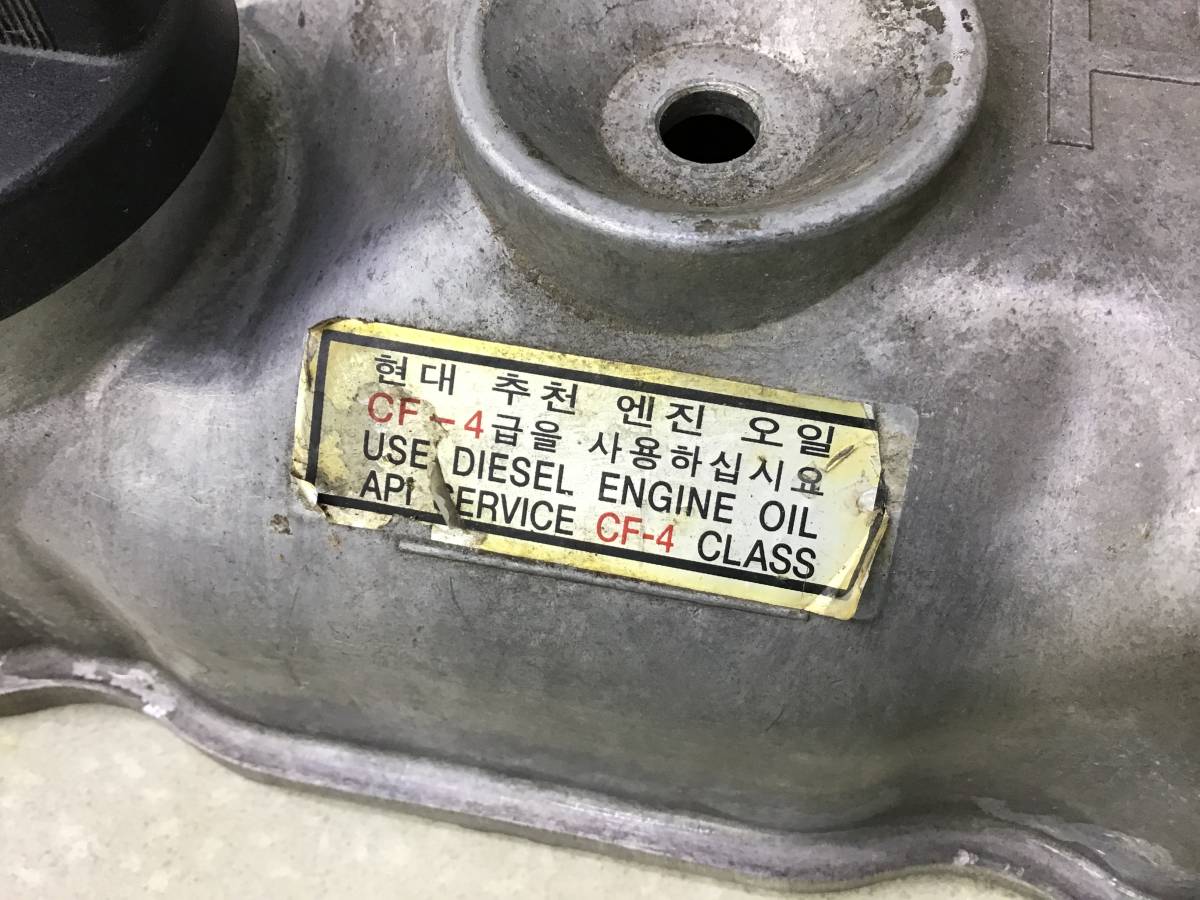 현대 추천 엔진 오일
CF-4급을 사용하십시요
USE DIESEL ENGINE OIL
API SERVICE CF-4 CLASS